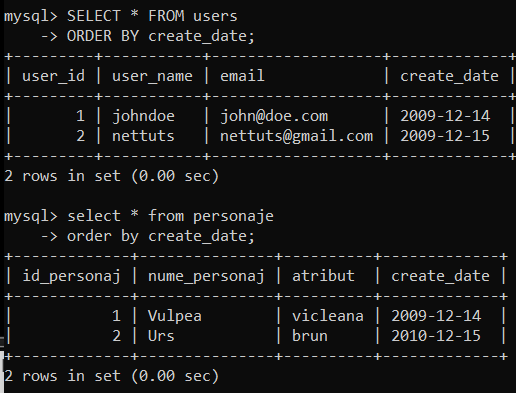 mysql> SELECT * FROM users
    -> ORDER BY create_date;
+---------+-----------+-------------------+-------------+
| user_id | user_name | email             | create_date |
+---------+-----------+-------------------+-------------+
|       1 | johndoe   | john@doe.com      | 2009-12-14  |
|       2 | nettuts   | nettuts@gmail.com | 2009-12-15  |
+---------+-----------+-------------------+-------------+
2 rows in set (0.00 sec)

mysql> select * from personaje
    -> order by create_date;
+-------------+---------------+----------+-------------+
| id_personaj | nume_personaj | atribut  | create_date |
+-------------+---------------+----------+-------------+
|           1 | Vulpea        | vicleana | 2009-12-14  |
|           2 | Urs           | brun     | 2010-12-15  |
+-------------+---------------+----------+-------------+
2 rows in set (0.00 sec)